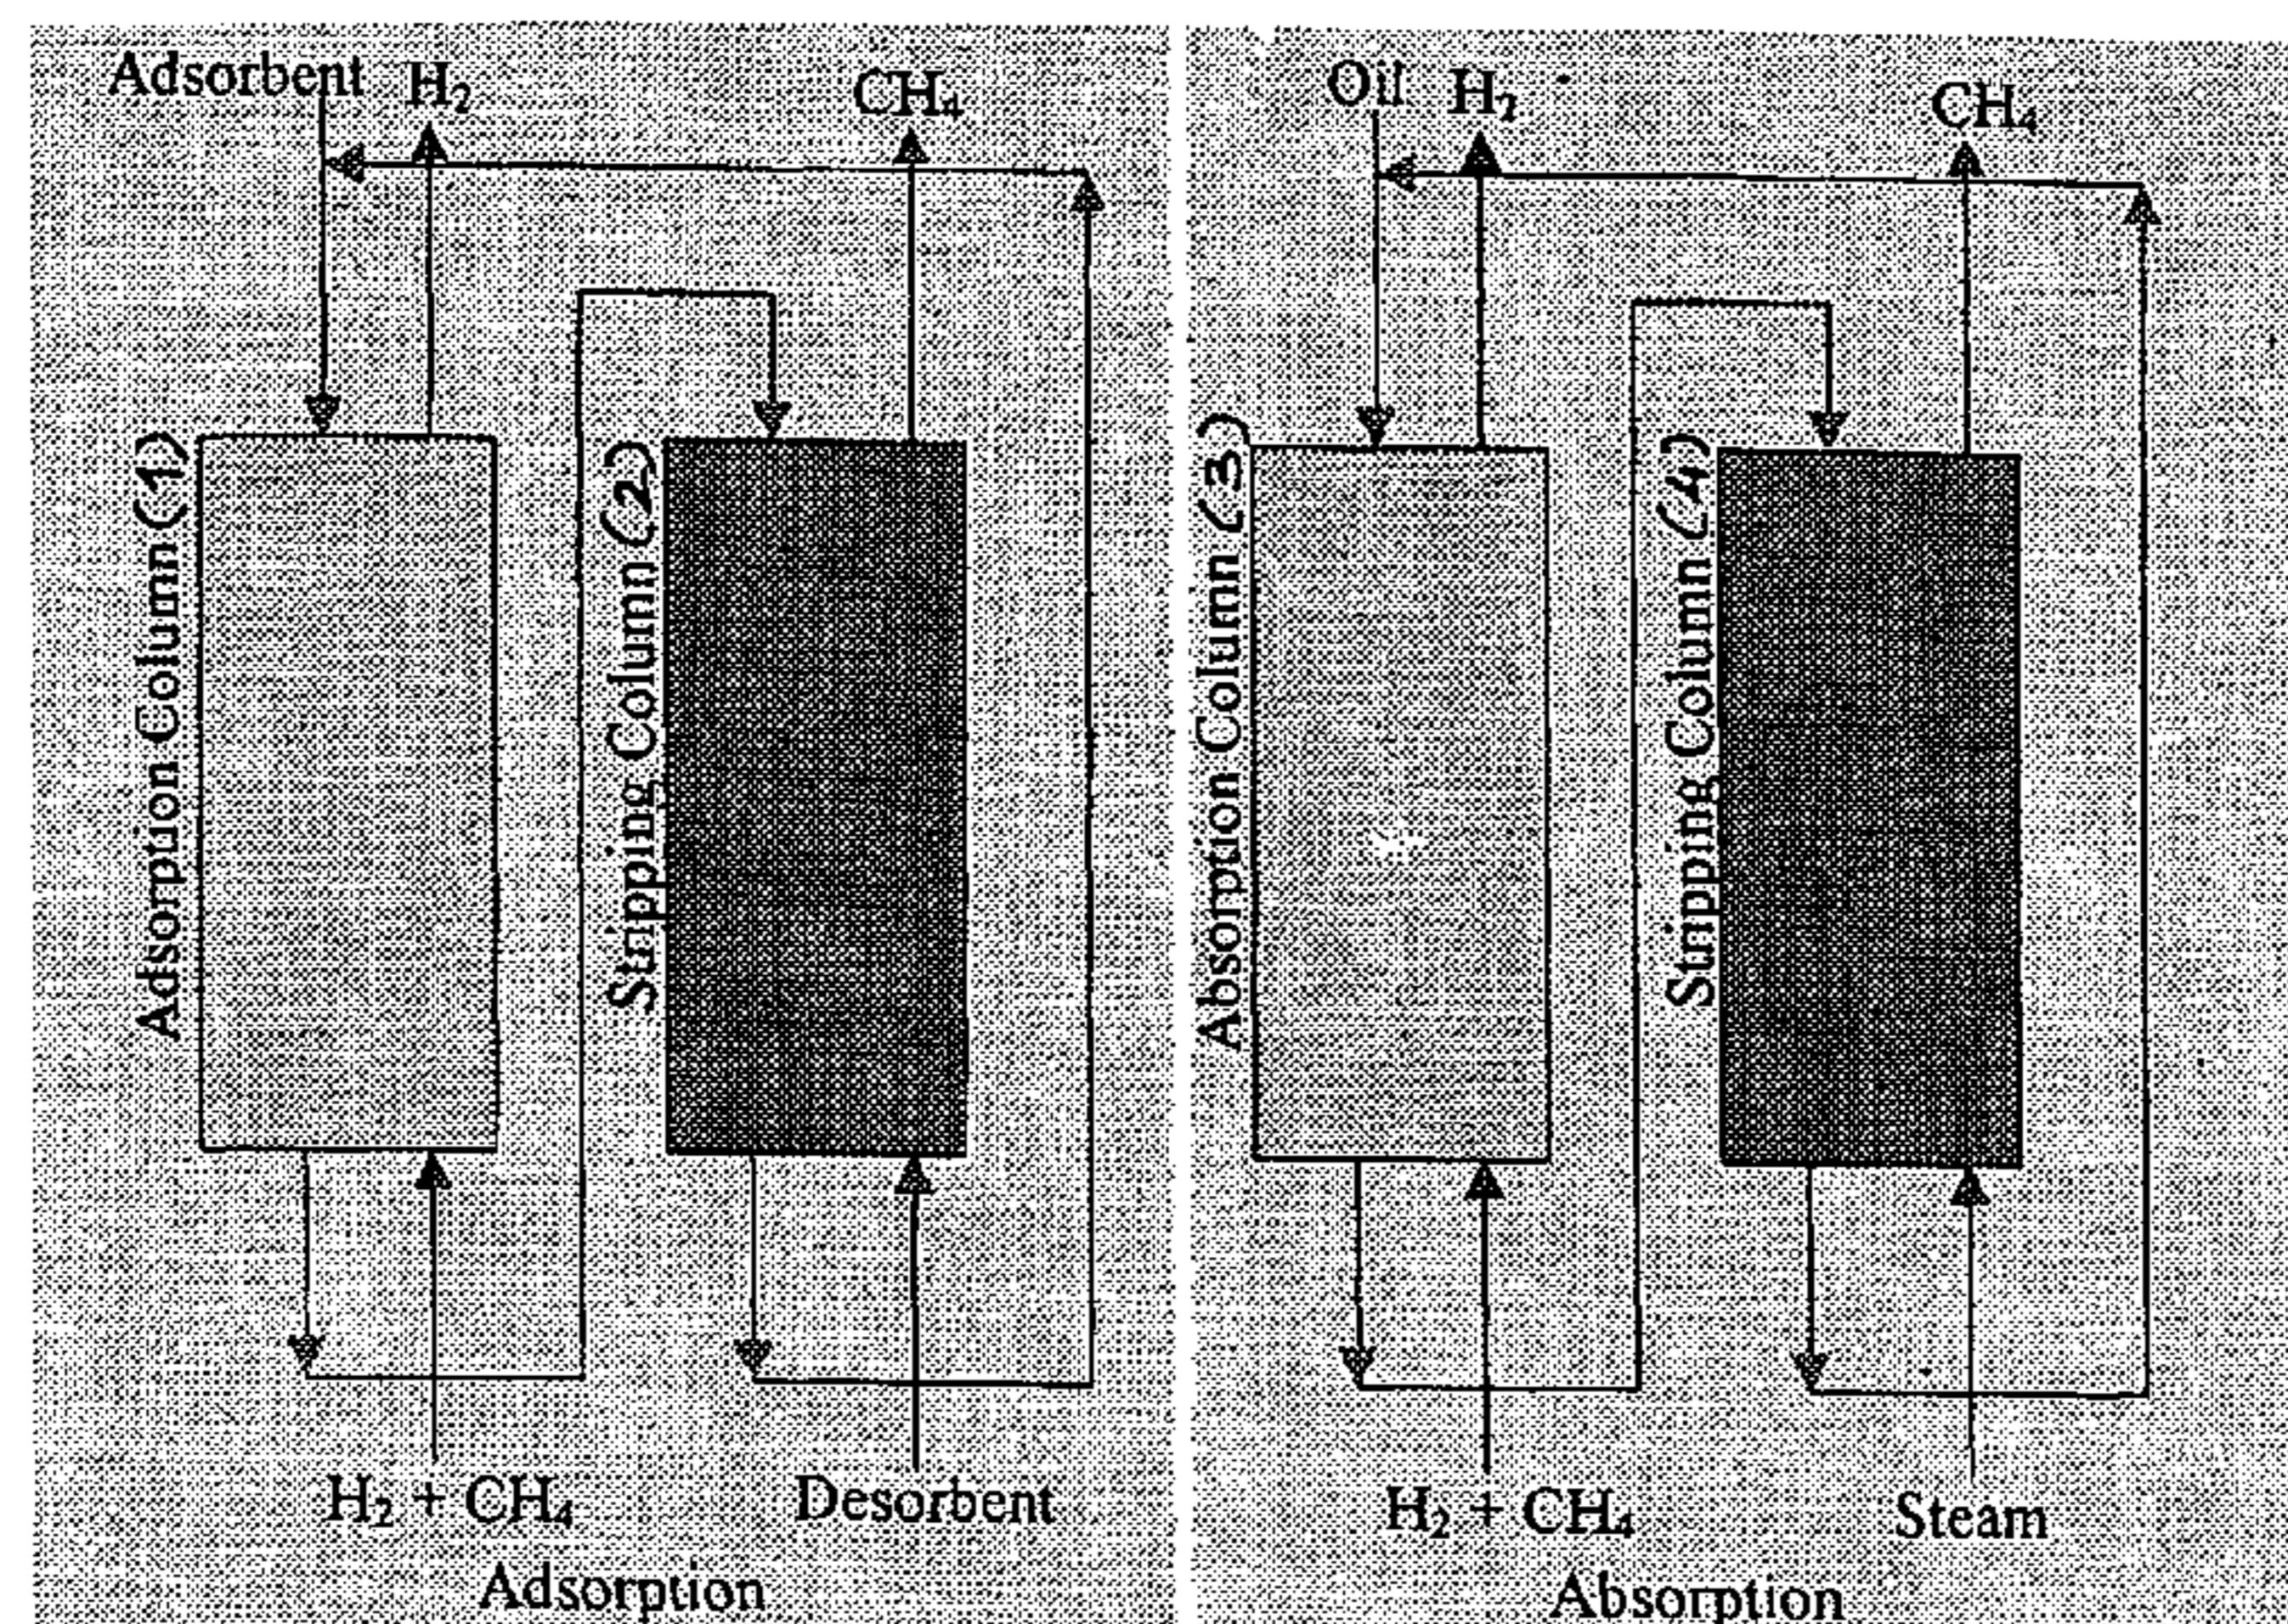 Adsorbent H₂ CH₄
Adsorption Column (1)
Stripping Column (2)
H₂ + CH₄ Desorbent
Adsorption
Oil H₂ CH₄
Absorption Column (3)
Stripping Column (4)
H₂ + CH₄ Steam
Absorption